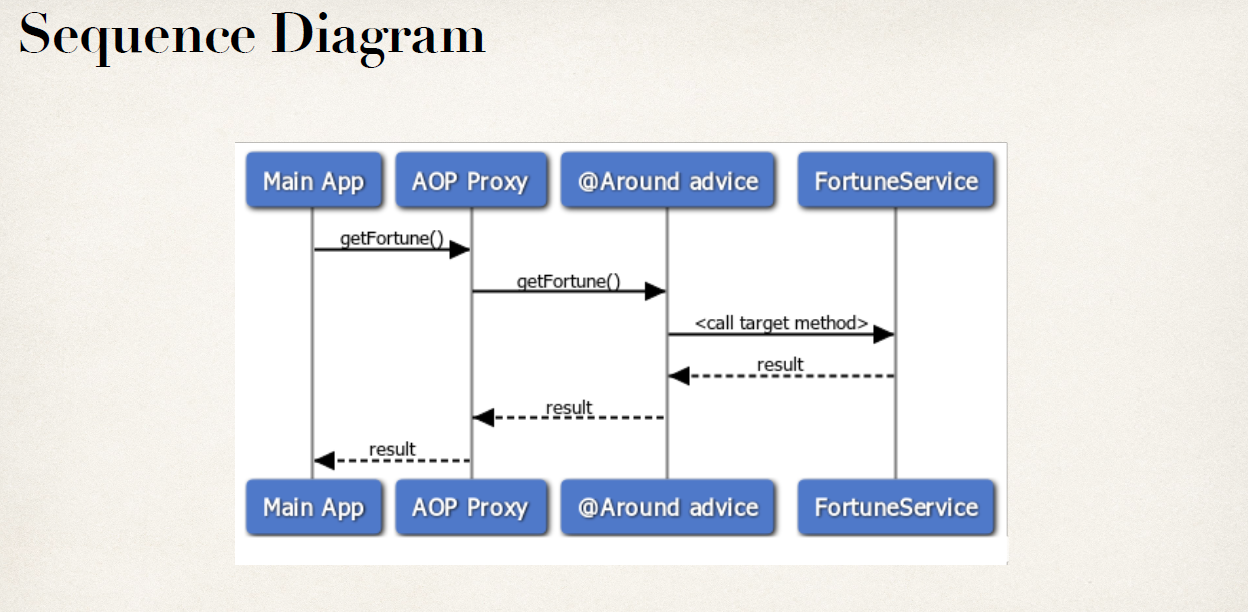 Sequence Diagram
Main App
AOP Proxy
@Around advice
FortuneService
getFortune()
getFortune()
<call target method>
result
result
result
Main App
AOP Proxy
@Around advice
FortuneService